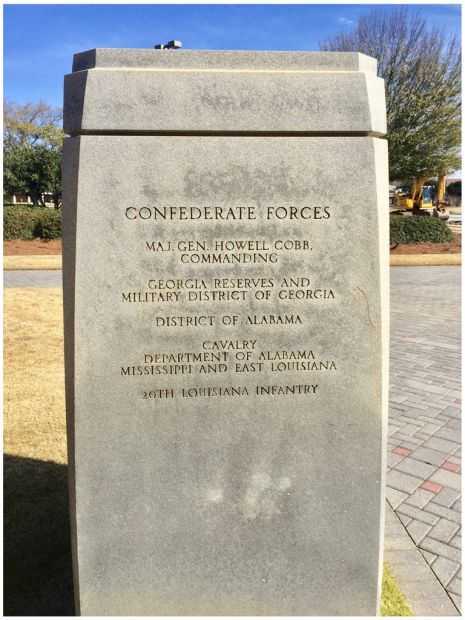 CONFEDERATE FORCES
MAJ. GEN. HOWELL COBB,
COMMANDING
GEORGIA RESERVES AND
MILITARY DISTRICT OF GEORGIA
DISTRICT OF ALABAMA
CAVALRY
DEPARTMENT OF ALABAMA
MISSISSIPPI AND EAST LOUISIANA
26TH LOUISIANA INFANTRY